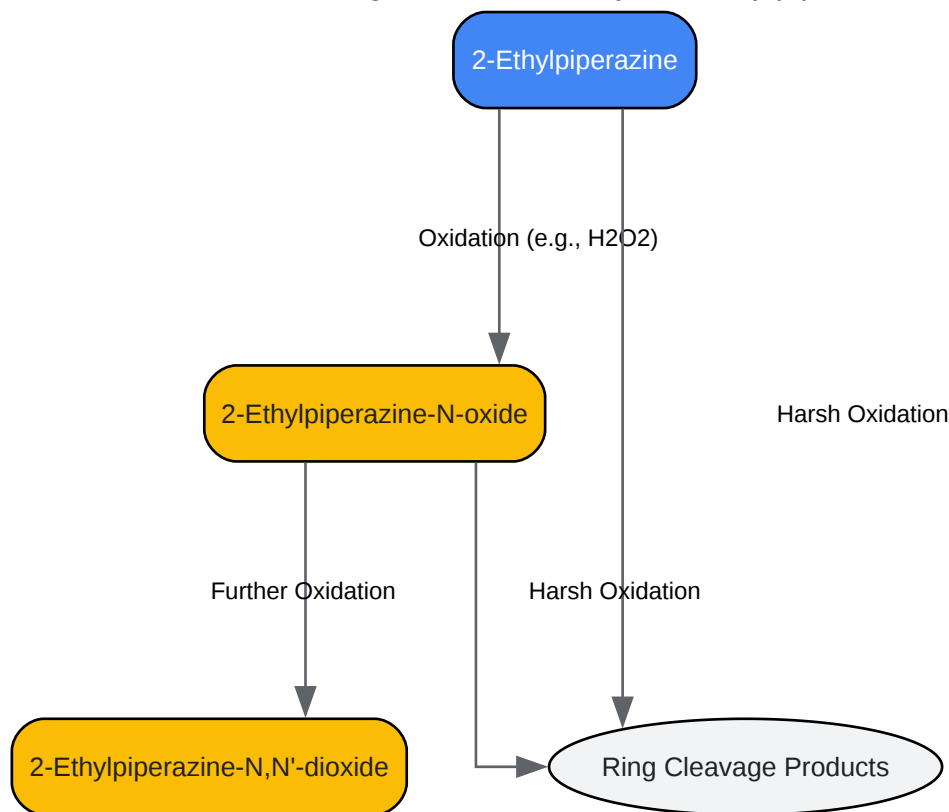 2-Ethylpiperazine
Oxidation (e.g., H2O2)
2-Ethylpiperazine-N-oxide
Harsh Oxidation
Further Oxidation
Harsh Oxidation
2-Ethylpiperazine-N,N'-dioxide
Ring Cleavage Products